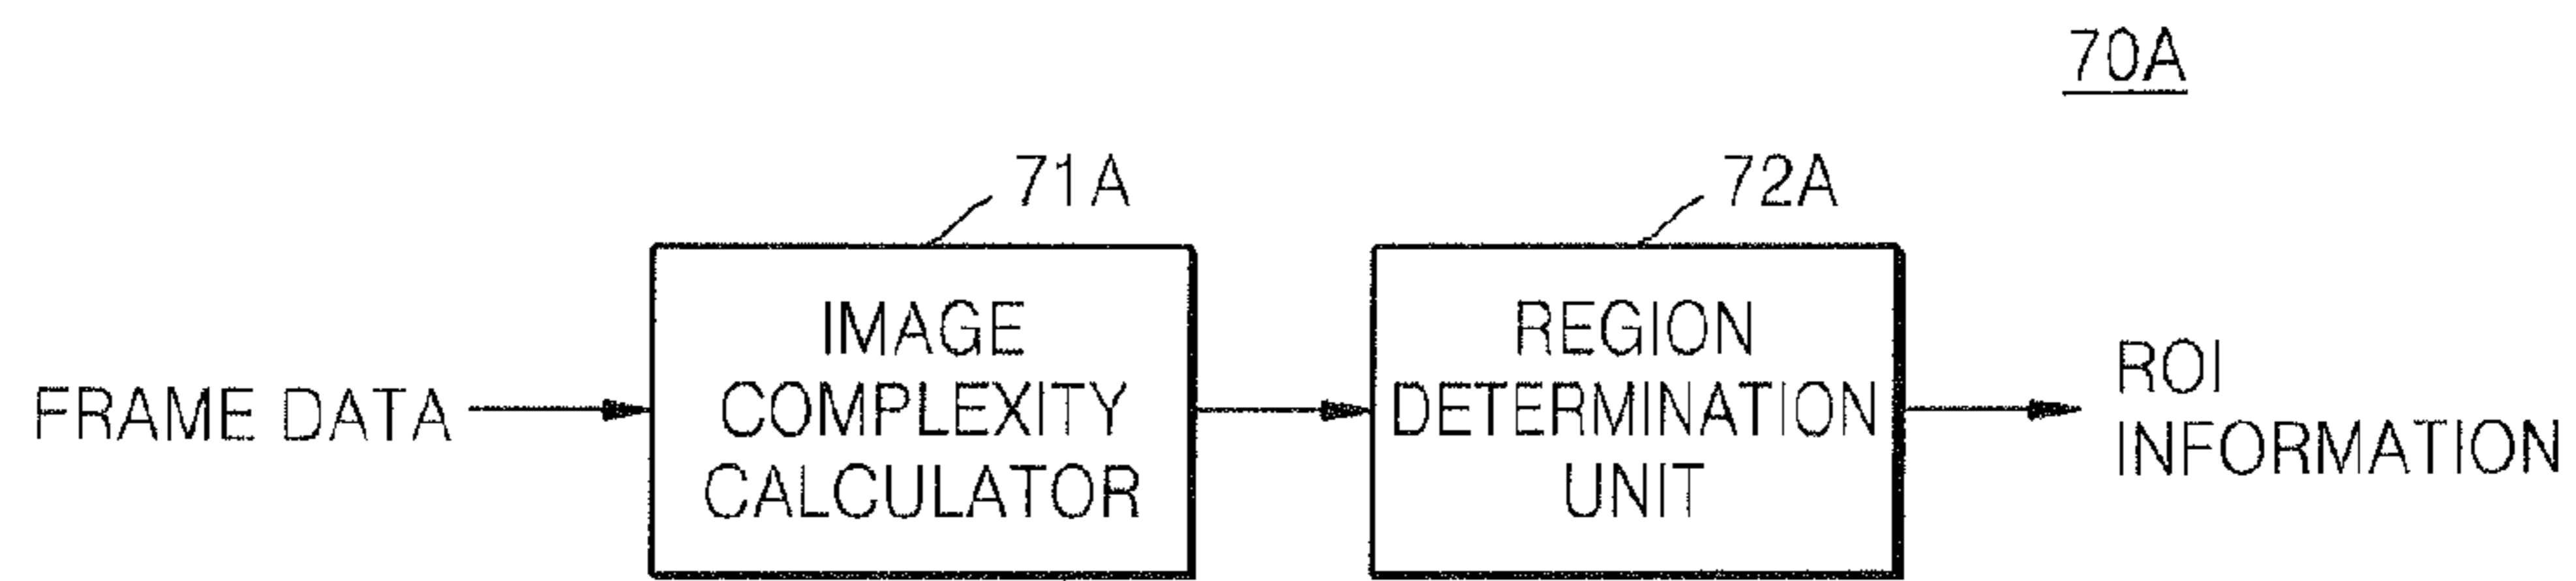 70A
71A
72A
FRAME DATA
IMAGE
COMPLEXITY
CALCULATOR
REGION
DETERMINATION
UNIT
ROI
INFORMATION